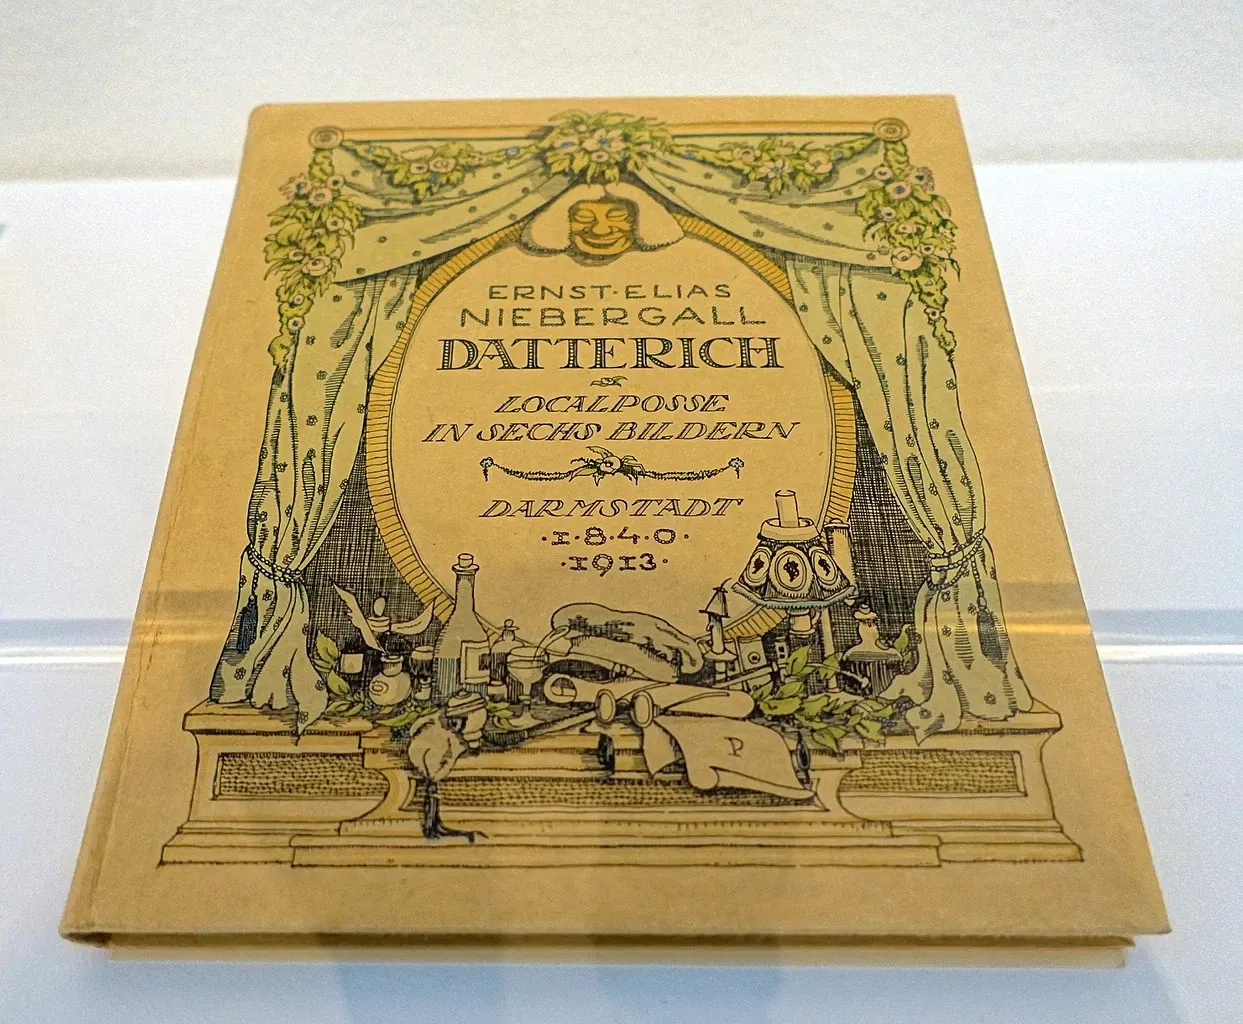 ERNST·ELIAS
NIEBERGALL
DATTERICH
LOCALPOSSE
IN SECHS BILDERN
DARMSTADT
·1·8·4·0·
·1913·
P